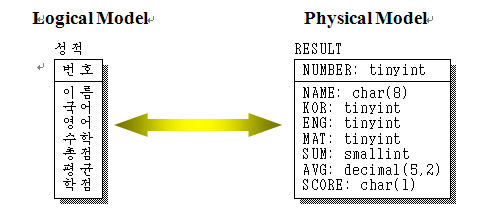 Logical Model
Physical Model
성적
번호
이름
국어
영어
수학
총점
평균
학점
RESULT
NUMBER: tinyint
NAME: char(8)
KOR: tinyint
ENG: tinyint
MAT: tinyint
SUM: smallint
AVG: decimal(5,2)
SCORE: char(1)